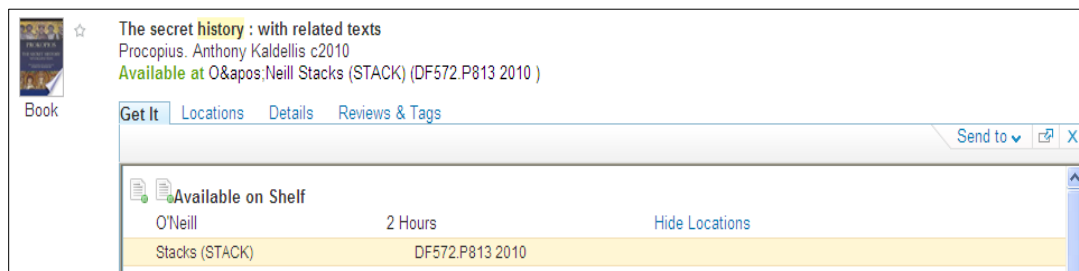 The secret history : with related texts
Procopius. Anthony Kaldellis c2010
Available at O&apos;Neill Stacks (STACK) (DF572.P813 2010 )
Book
Get It Locations Details Reviews & Tags
Send to X
Available on Shelf
O'Neill 2 Hours Hide Locations
Stacks (STACK) DF572.P813 2010